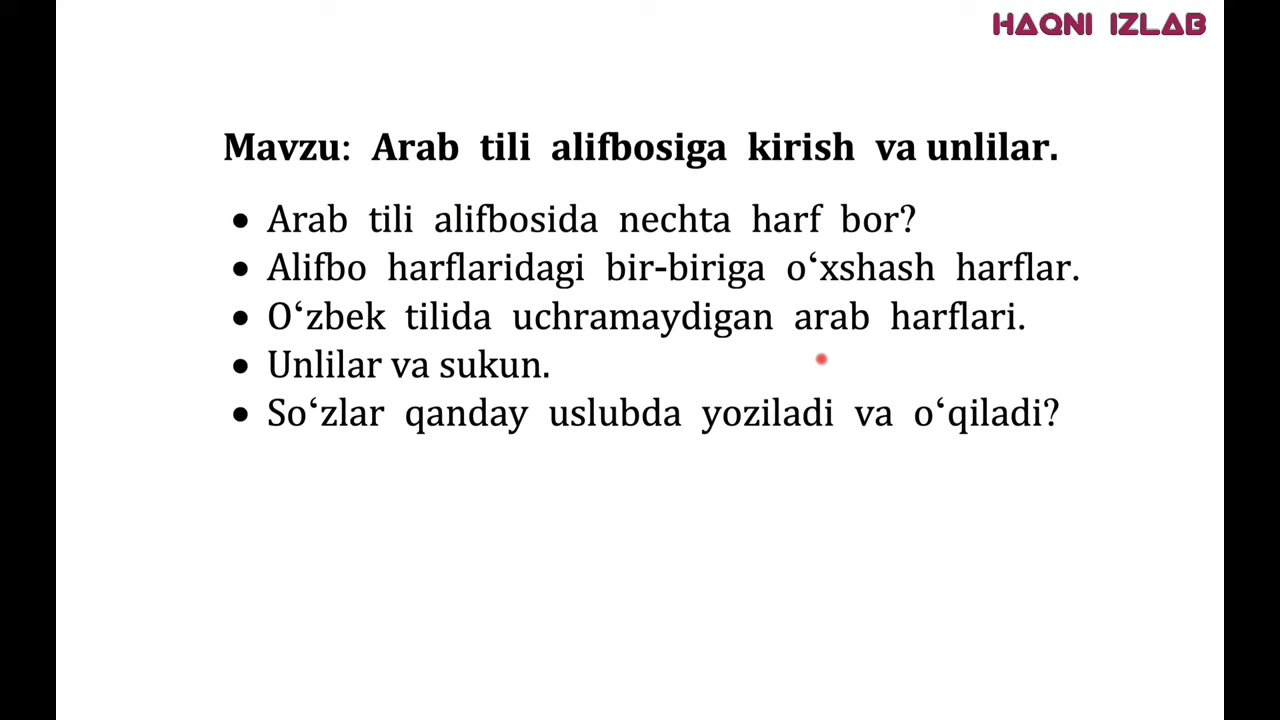 HAQNI IZLAB
Mavzu: Arab tili alifbosiga kirish va unlilar.
• Arab tili alifbosida nechta harf bor?
• Alifbo harflaridagi bir-biriga o‘xshash harflar.
• O‘zbek tilida uchramaydigan arab harflari.
• Unlilar va sukun.
• So‘zlar qanday uslubda yoziladi va o‘qiladi?